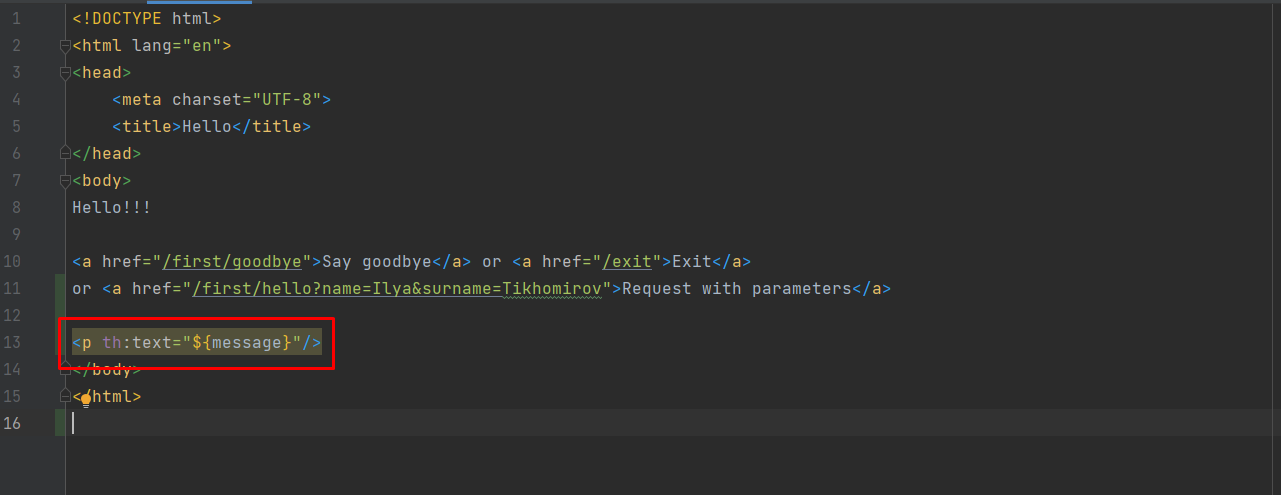 1 <!DOCTYPE html>
2 <html lang="en">
3 <head>
4 <meta charset="UTF-8">
5 <title>Hello</title>
6 </head>
7 <body>
8 Hello!!!
9
10 <a href="/first/goodbye">Say goodbye</a> or <a href="/exit">Exit</a>
11 or <a href="/first/hello?name=Ilya&surname=Tikhomirov">Request with parameters</a>
12
13 <p th:text="${message}"/>
14 </body>
15 </html>
16